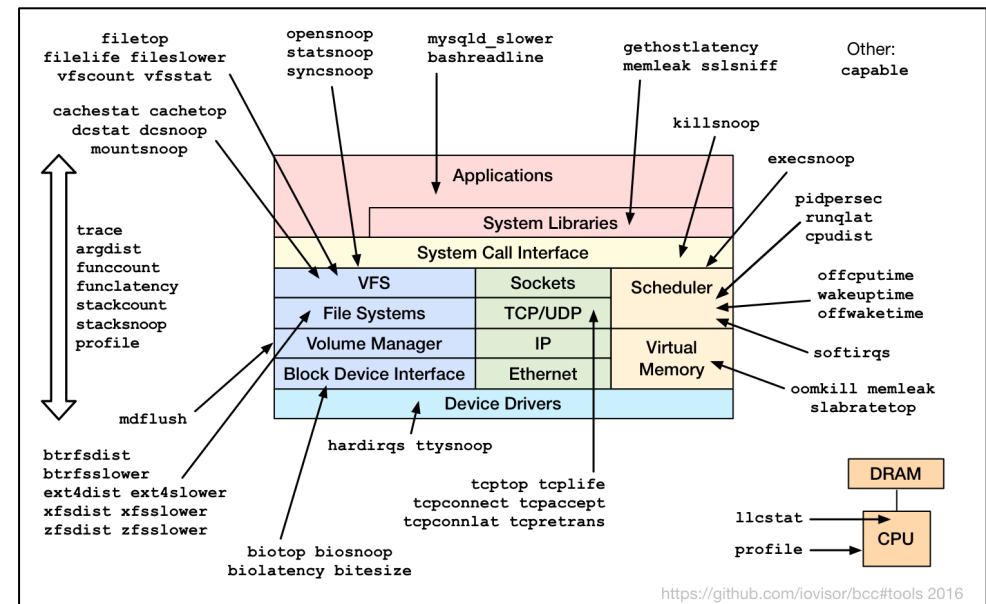 filetop
filelife fileslower
vfscount vfsstat
opensnoop
statsnoop
syncsnoop
mysqld_slower
bashreadline
gethostlatency
memleak sslsniff
Other:
capable
cachestat cachetop
dcstat dcsnoop
mountsnoop
killsnoop
execsnoop
pidpersec
runqlat
cpudist
offcputime
wakeuptime
offwaketime
softirqs
oomkill memleak
slabratetop
trace
argdist
funccount
funclatency
stackcount
stacksnoop
profile
Applications
System Libraries
System Call Interface
VFS
Sockets
Scheduler
File Systems
TCP/UDP
Volume Manager
IP
Virtual
Memory
Block Device Interface
Ethernet
Device Drivers
mdflush
hardirqs ttysnoop
btrfsdist
btrfsslower
ext4dist ext4slower
xfsdist xfsslower
zfsdist zfsslower
tcptop tcplife
tcpconnect tcpaccept
tcpconnlat tcpretrans
biotop biosnoop
biolatency bitesize
DRAM
llcstat
CPU
profile
https://github.com/iovisor/bcc#tools 2016